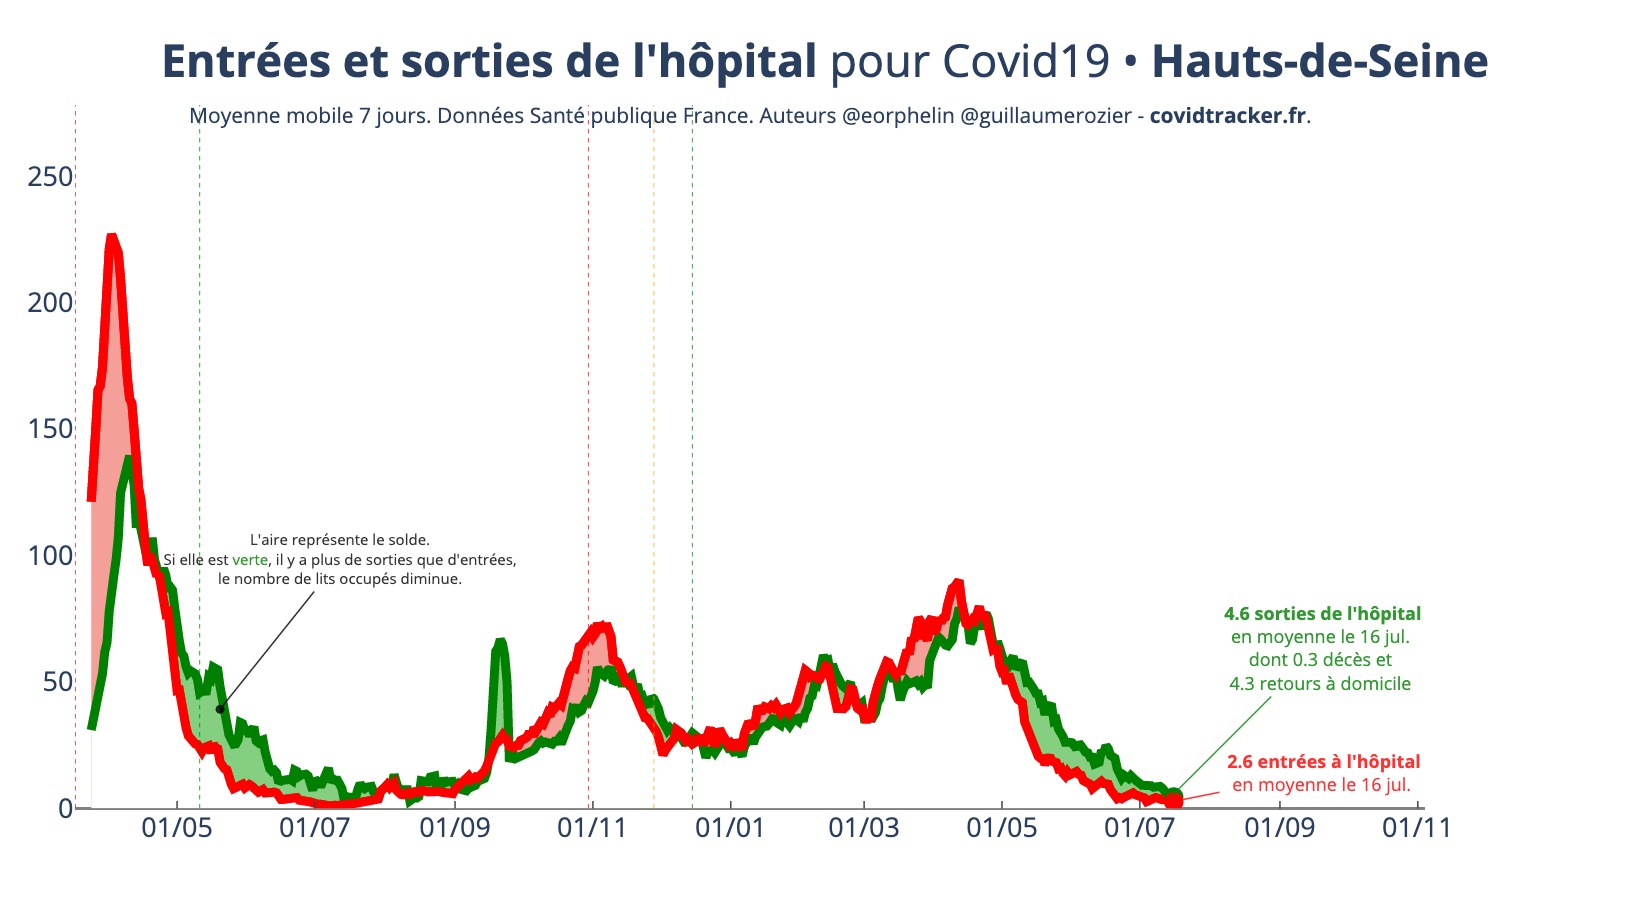 Entrées et sorties de l'hôpital pour Covid19 • Hauts-de-Seine
Moyenne mobile 7 jours. Données Santé publique France. Auteurs @eorphelin @guillaumerozier - covidtracker.fr.
250
200
150
100
50
0
L'aire représente le solde.
Si elle est verte, il y a plus de sorties que d'entrées,
le nombre de lits occupés diminue.
4.6 sorties de l'hôpital
en moyenne le 16 jul.
dont 0.3 décès et
4.3 retours à domicile
2.6 entrées à l'hôpital
en moyenne le 16 jul.
01/05 01/07 01/09 01/11 01/01 01/03 01/05 01/07 01/09 01/11